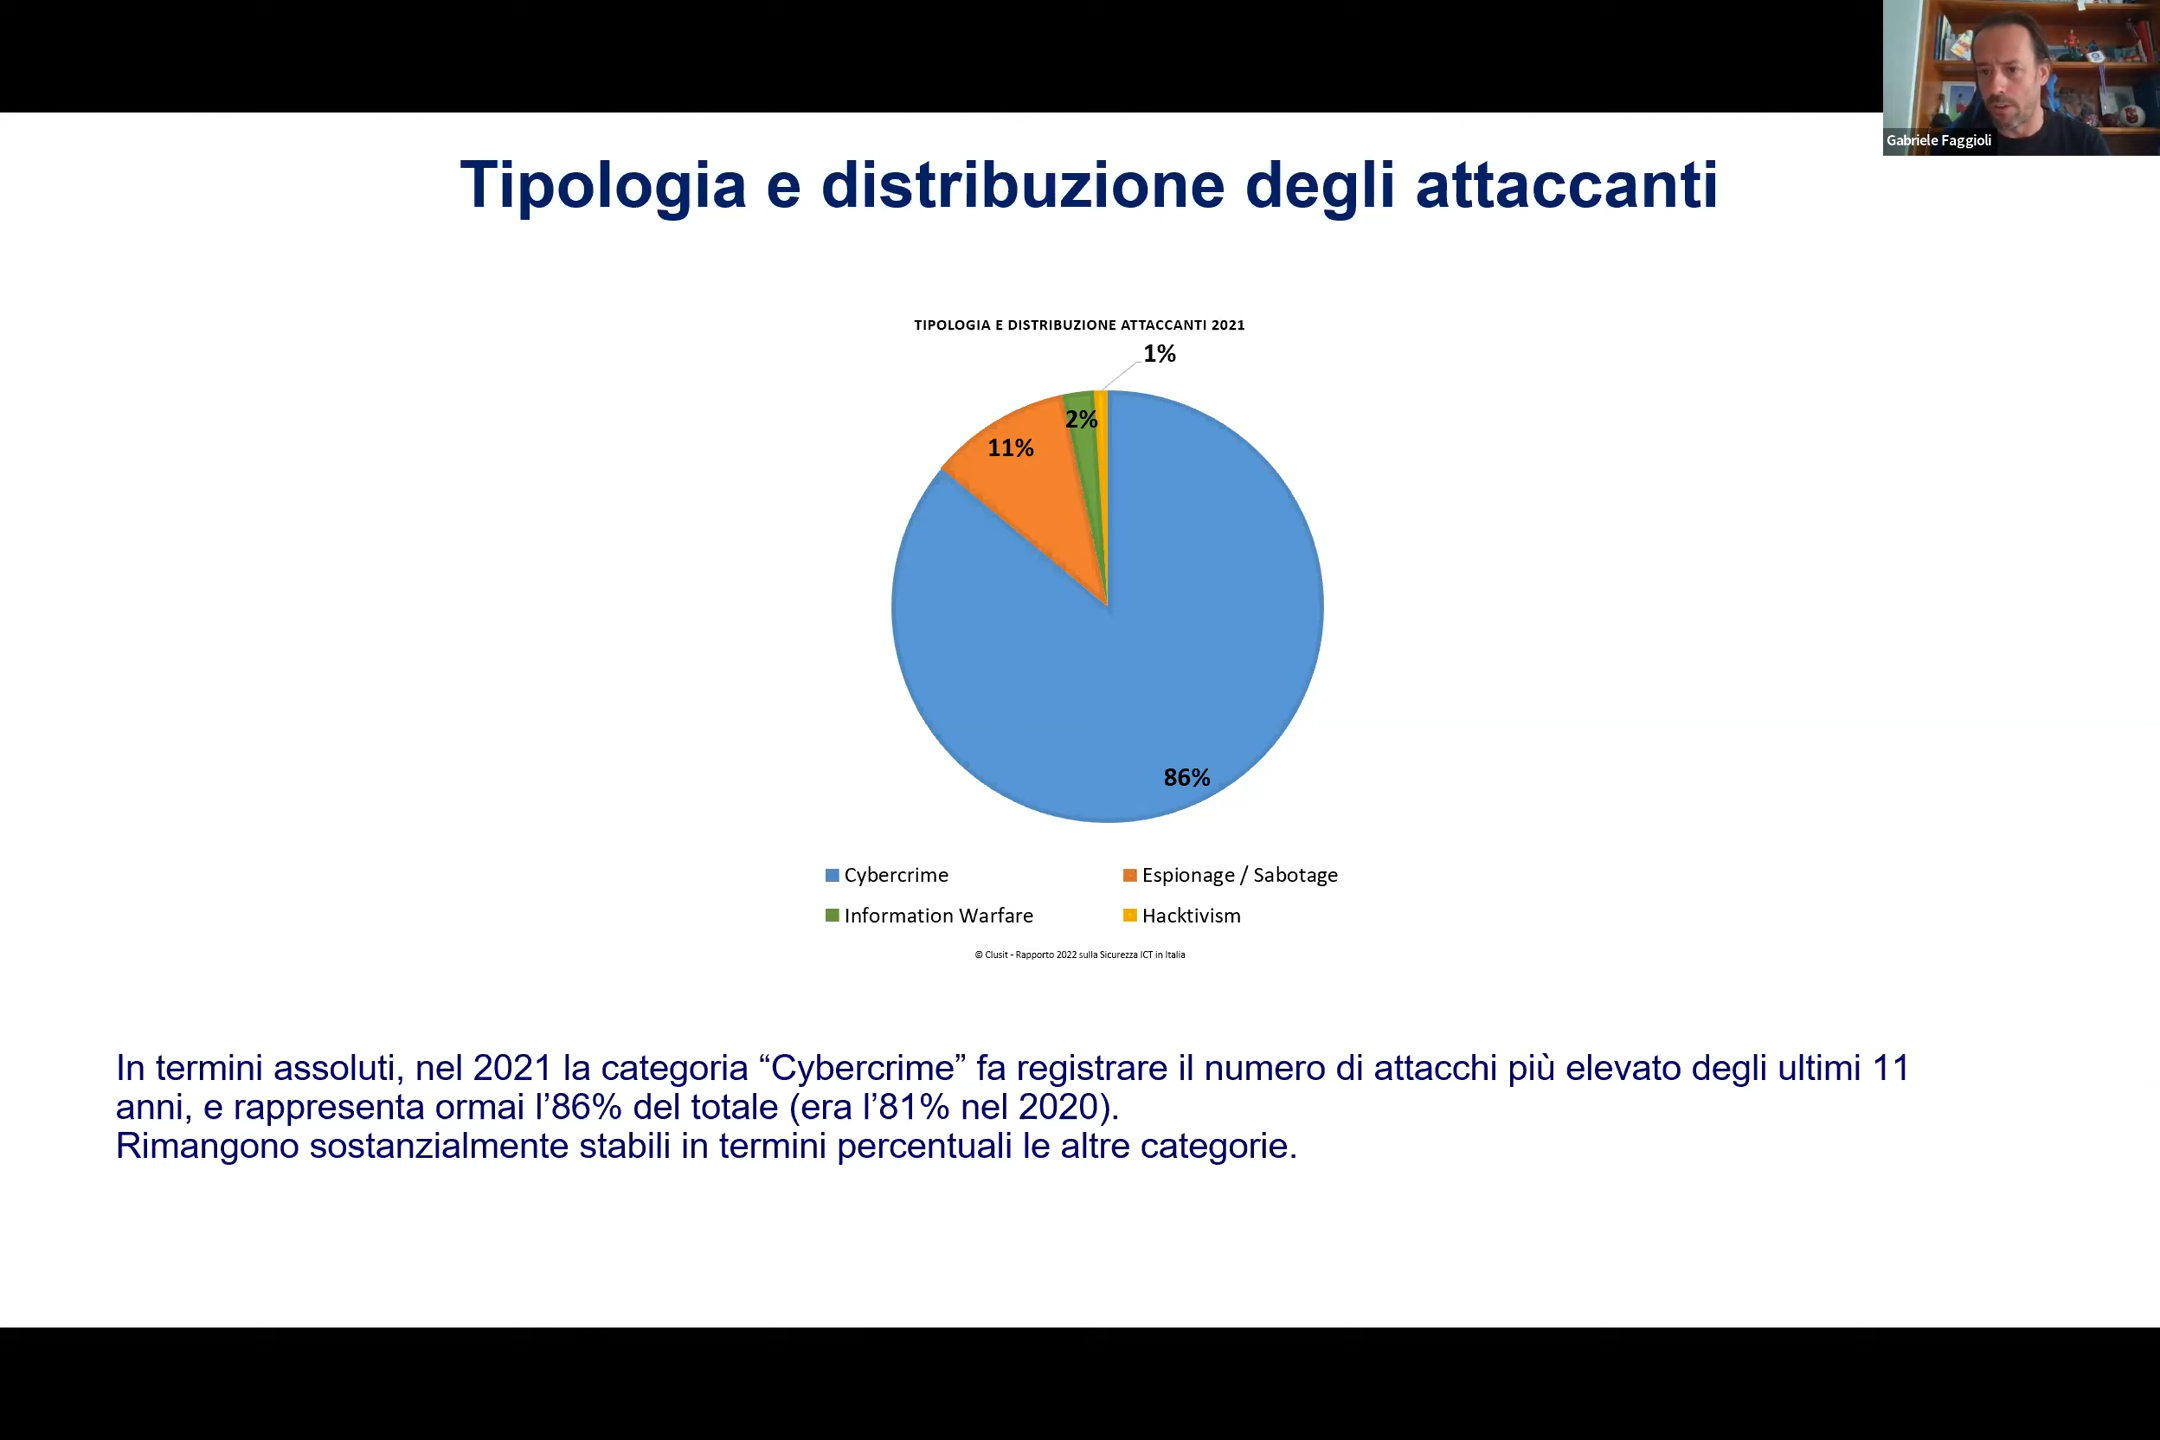 Gabriele Faggioli
Tipologia e distribuzione degli attaccanti
TIPOLOGIA E DISTRIBUZIONE ATTACCANTI 2021
1%
2%
11%
86%
Cybercrime
Espionage / Sabotage
Information Warfare
Hacktivism
© Clusit - Rapporto 2022 sulla Sicurezza ICT in Italia
In termini assoluti, nel 2021 la categoria “Cybercrime” fa registrare il numero di attacchi più elevato degli ultimi 11
anni, e rappresenta ormai l’86% del totale (era l’81% nel 2020).
Rimangono sostanzialmente stabili in termini percentuali le altre categorie.